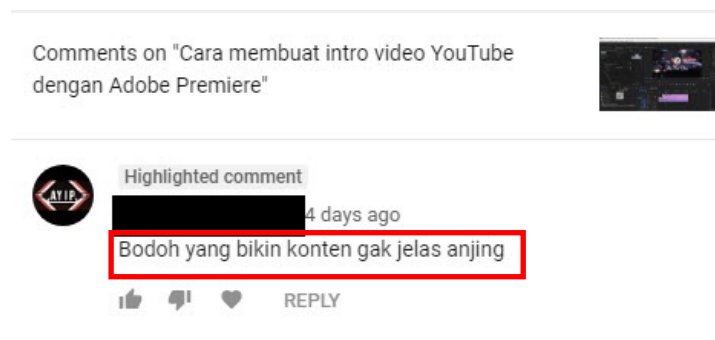 Comments on "Cara membuat intro video YouTube
dengan Adobe Premiere"
Highlighted comment
AYIP
4 days ago
Bodoh yang bikin konten gak jelas anjing
REPLY